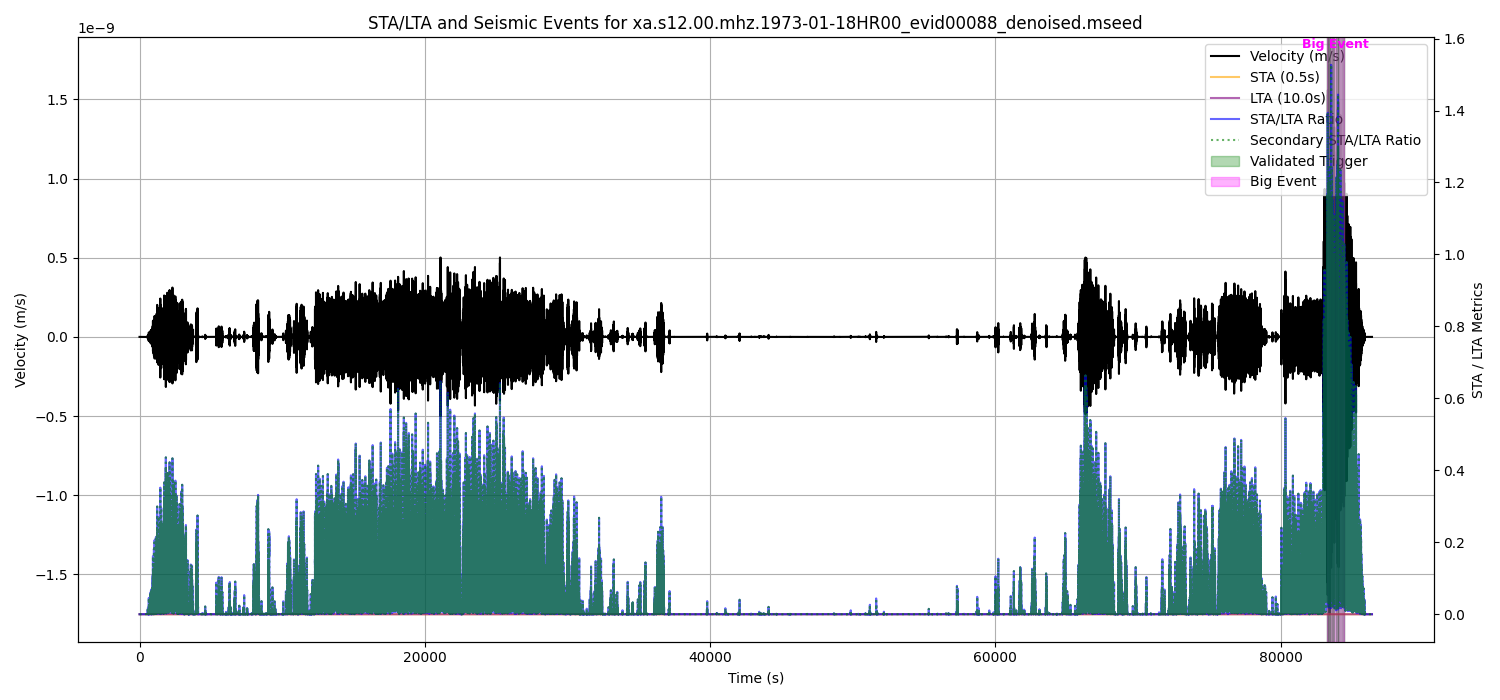 STA/LTA and Seismic Events for xa.s12.00.mhz.1973-01-18HR00_evid00088_denoised.mseed
1e−9
Big Event
Velocity (m/s)
STA (0.5s)
LTA (10.0s)
STA/LTA Ratio
Secondary STA/LTA Ratio
Validated Trigger
Big Event
1.5
1.0
0.5
0.0
−0.5
−1.0
−1.5
Velocity (m/s)
1.6
1.4
1.2
1.0
0.8
0.6
0.4
0.2
0.0
STA / LTA Metrics
0
20000
40000
60000
80000
Time (s)